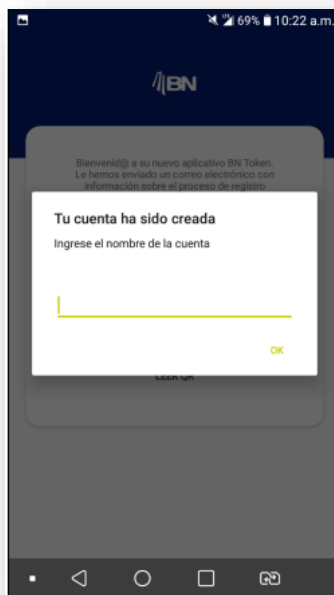 69% 10:22 a.m.
BN
Bienvenid@ a su nuevo aplicativo BN Token.
Le hemos enviado un correo electrónico con
información sobre el proceso de registro
Tu cuenta ha sido creada
Ingrese el nombre de la cuenta
OK
LEER QR